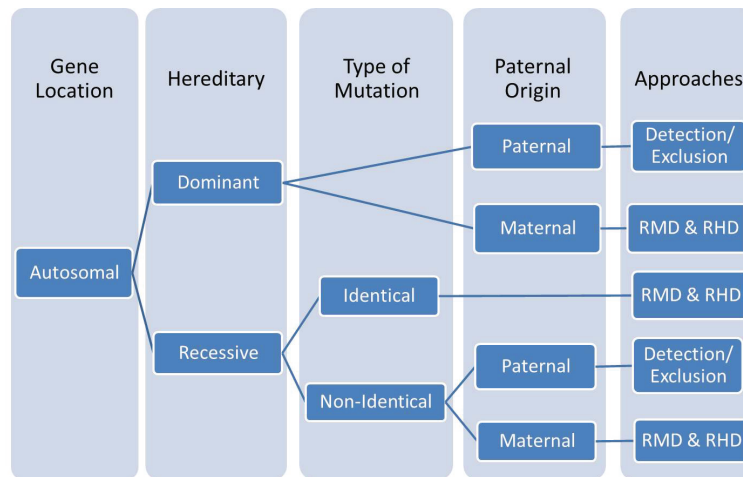 Gene
Location
Hereditary
Type of
Mutation
Paternal
Origin
Approaches
Autosomal
Dominant
Paternal
Detection/
Exclusion
Maternal
RMD & RHD
Recessive
Identical
RMD & RHD
Non-Identical
Paternal
Detection/
Exclusion
Maternal
RMD & RHD